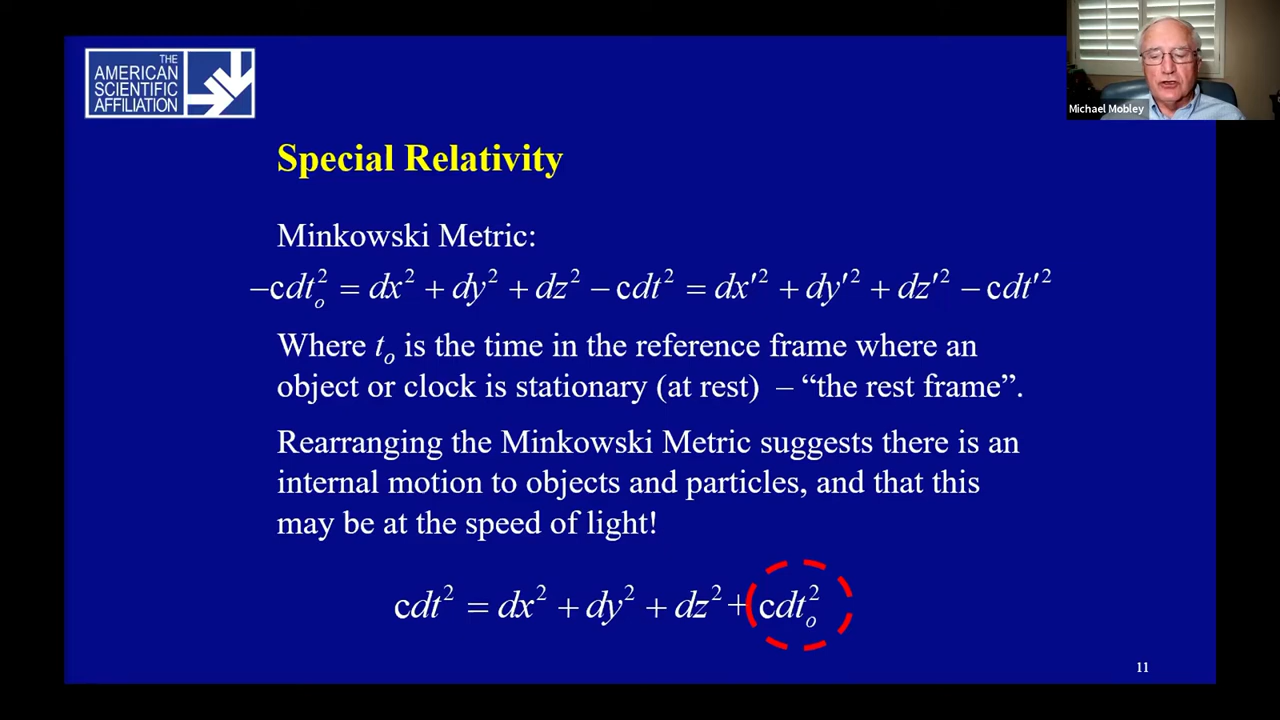 THE
AMERICAN
SCIENTIFIC
AFFILIATION
Michael Mobley
Special Relativity
Minkowski Metric:
−cdt₀² = dx² + dy² + dz² − cdt² = dx′² + dy′² + dz′² − cdt′²
Where tₒ is the time in the reference frame where an
object or clock is stationary (at rest) – “the rest frame”.
Rearranging the Minkowski Metric suggests there is an
internal motion to objects and particles, and that this
may be at the speed of light!
cdt² = dx² + dy² + dz² + cdtₒ²
11